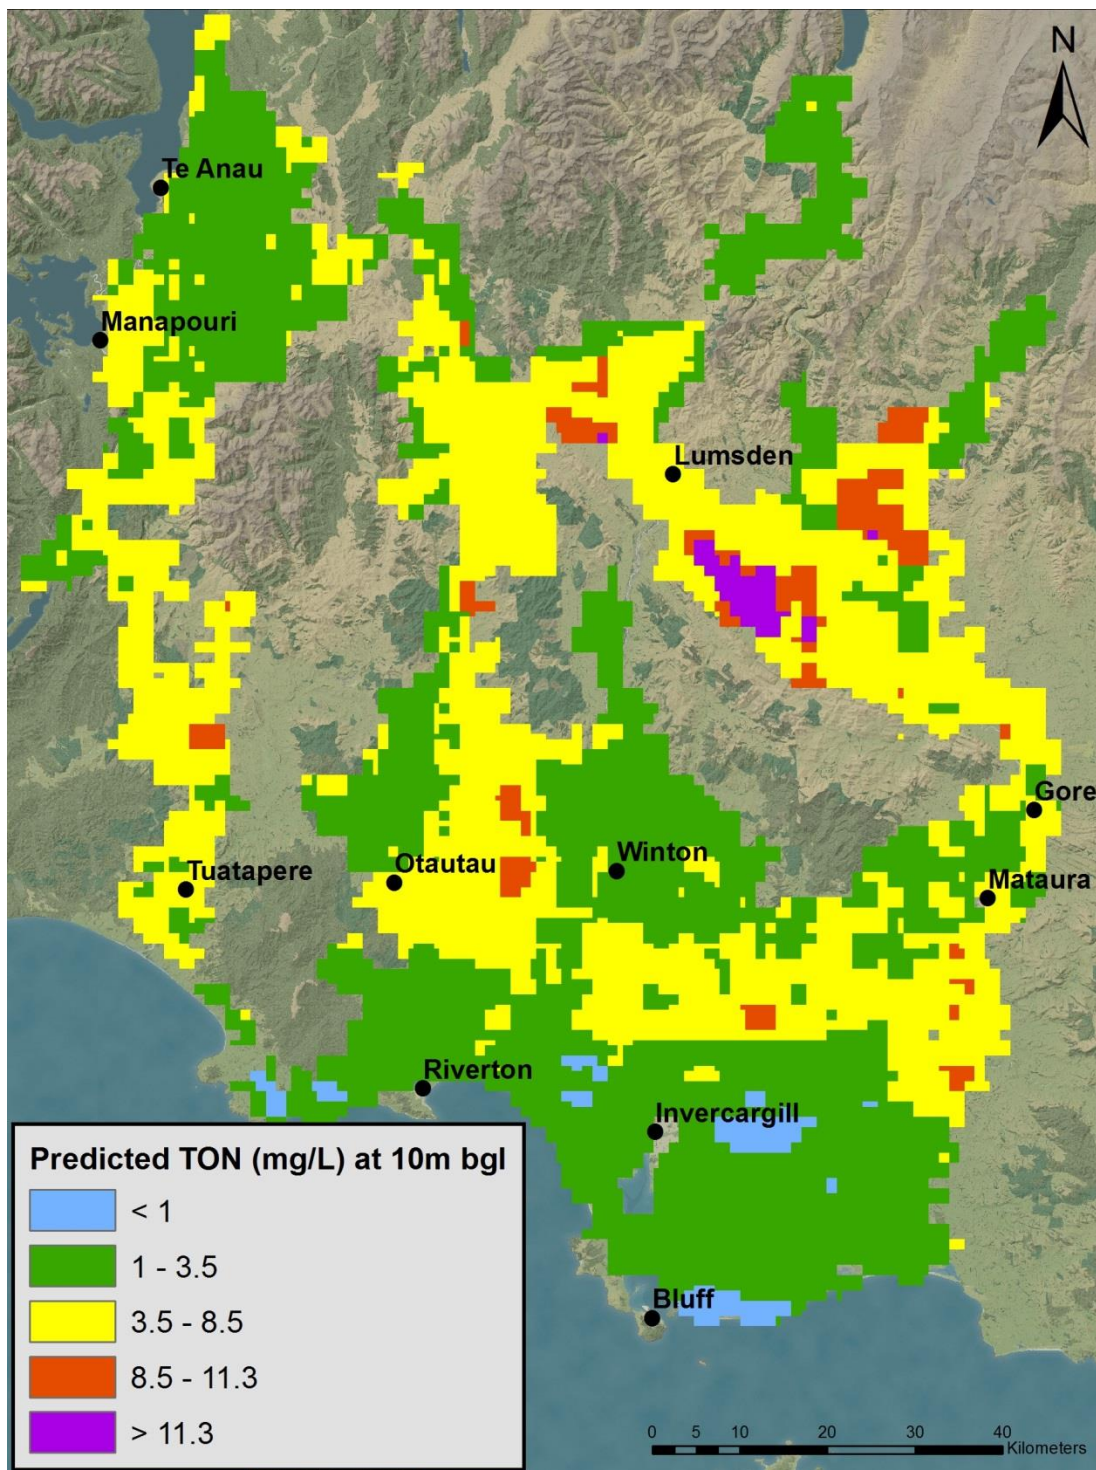 N
Te Anau
Manapouri
Lumsden
Gore
Winton
Otautau
Tuatapere
Mataura
Riverton
Invercargill
Bluff
Predicted TON (mg/L) at 10m bgl
< 1
1 - 3.5
3.5 - 8.5
8.5 - 11.3
> 11.3
0 5 10 20 30 40
Kilometers